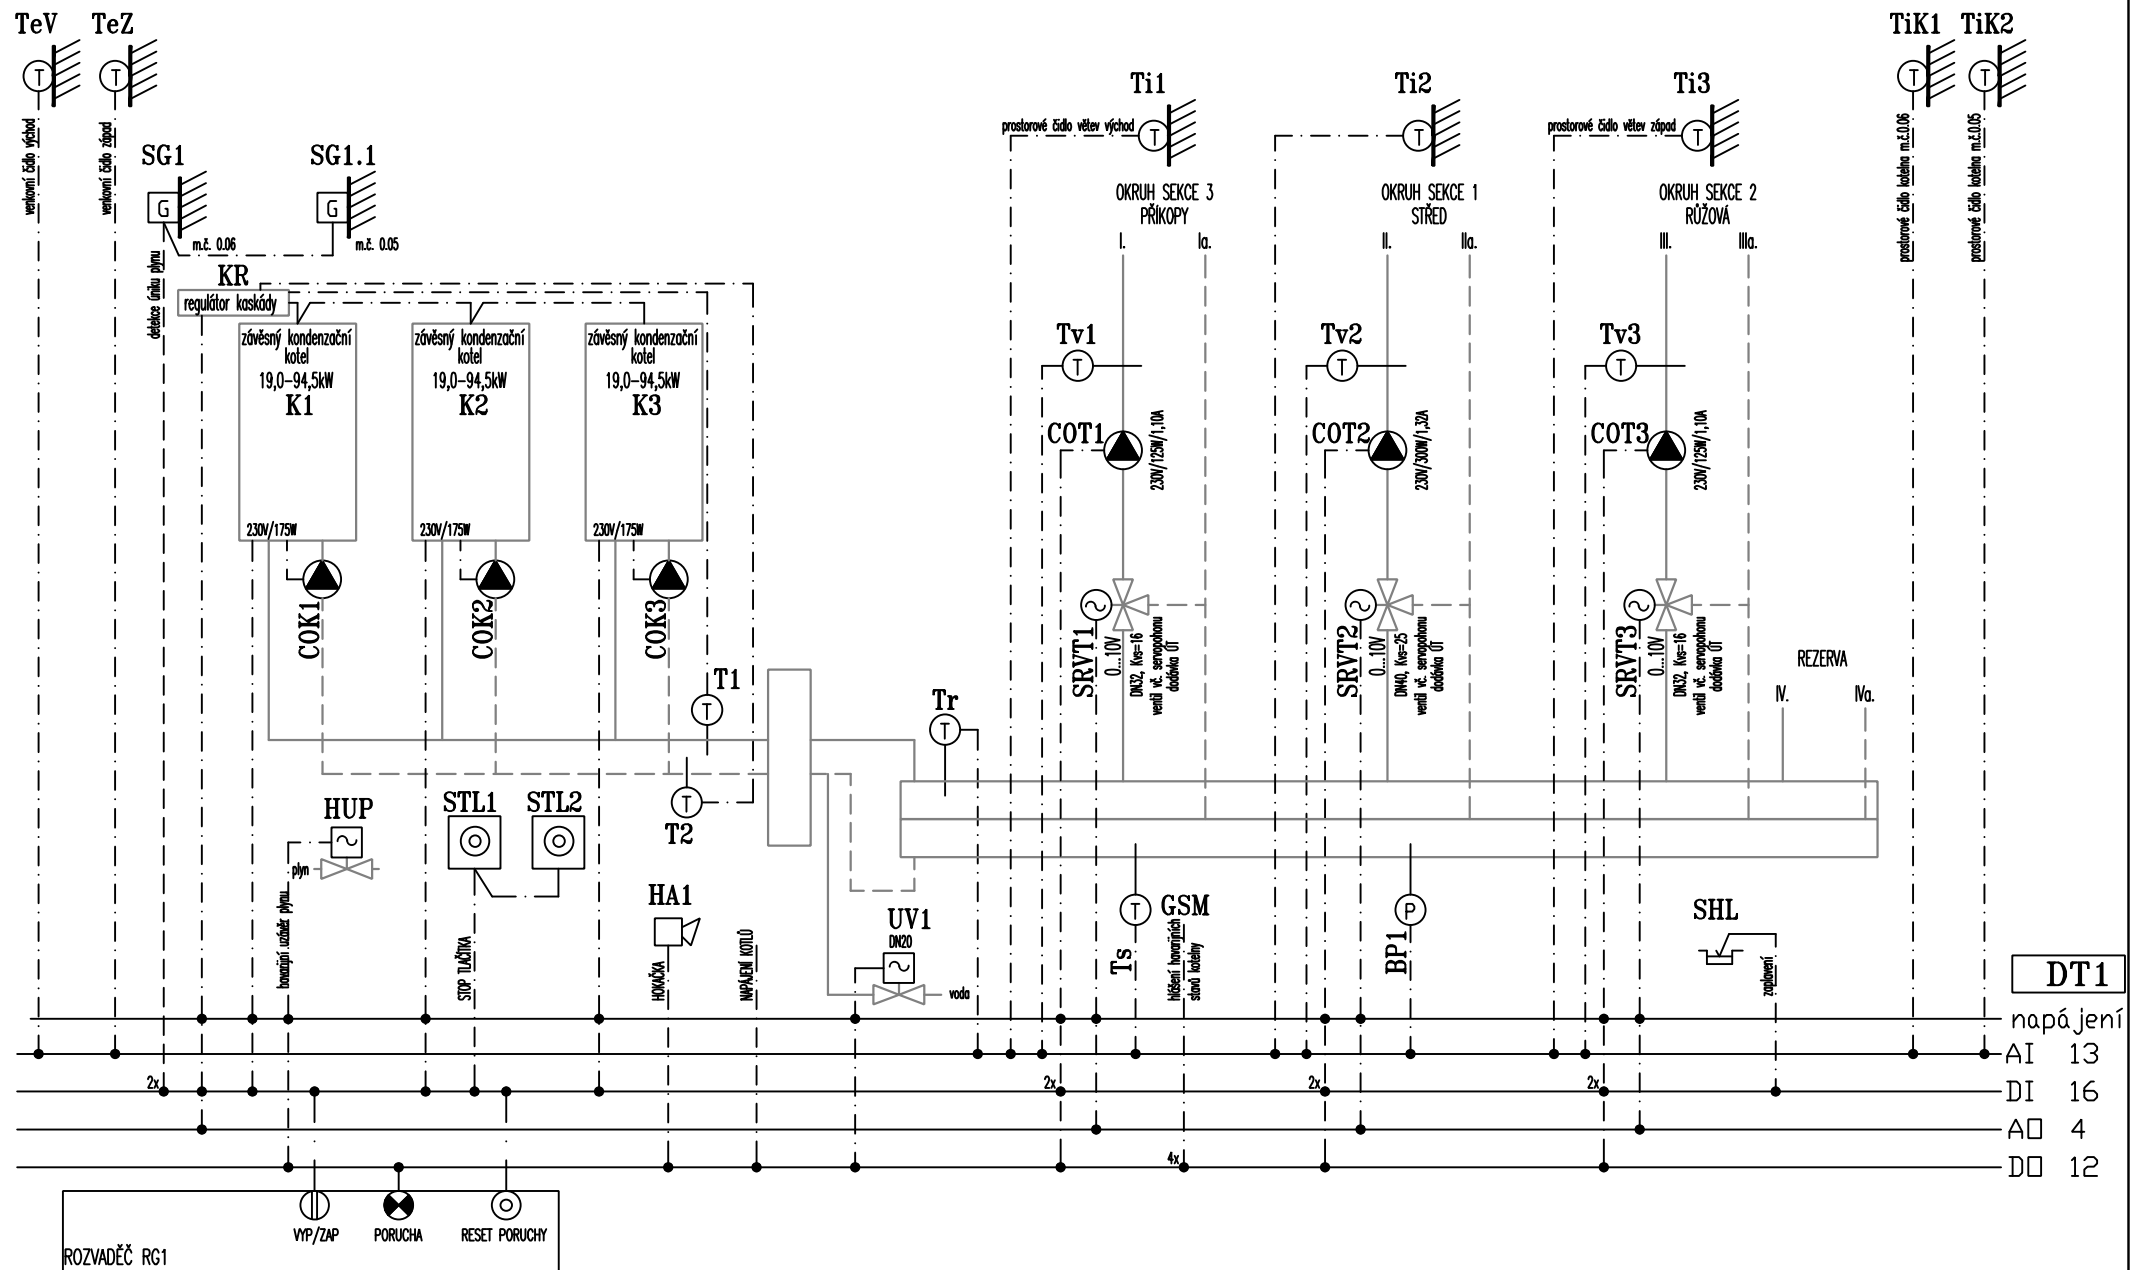 TeV TeZ
TiK1 TiK2
Ti1 Ti2 Ti3
T T T T
T T T
venkovní čidlo východ
venkovní čidlo západ
prostorové čidlo větev východ
prostorové čidlo větev západ
prostorové čidlo kotelna m.č.0.06
prostorové čidlo kotelna m.č.0.05
SG1 SG1.1
G G
m.č. 0.06 m.č. 0.05
detekce úniku plynu
OKRUH SEKCE 3
PŘÍKOPY
I. Ia.
OKRUH SEKCE 1
STŘED
II. IIa.
OKRUH SEKCE 2
RŮŽOVÁ
III. IIIa.
KR
regulátor kaskády
závěsný kondenzační
kotel
19,0-94,5kW
K1
230V/175W
závěsný kondenzační
kotel
19,0-94,5kW
K2
230V/175W
závěsný kondenzační
kotel
19,0-94,5kW
K3
230V/175W
COK1 COK2 COK3
Tv1 Tv2 Tv3
T T T
COT1 COT2 COT3
230V/125W/1,10A
230V/300W/1,32A
230V/125W/1,10A
SRVT1
0...10V
DN32, Kvs=16
ventil vč. servopohonu
dodávka ÚT
SRVT2
0...10V
DN40, Kvs=25
ventil vč. servopohonu
dodávka ÚT
SRVT3
0...10V
DN32, Kvs=16
ventil vč. servopohonu
dodávka ÚT
REZERVA
IV. IVa.
T1
T
Tr
T
T
T2
HUP
plyn
havarijní uzávěr plynu
STL1 STL2
STOP TLAČÍTKA
HA1
HOUKAČKA
NAPÁJENÍ KOTLŮ
UV1
DN20
voda
T
Ts
GSM
hlášení havarijních
stavů kotelny
P
BP1
SHL
zaplavení
DT1
napájení
AI 13
2x 2x 2x 2x
DI 16
AO 4
4x
DO 12
VYP/ZAP PORUCHA RESET PORUCHY
ROZVADĚČ RG1